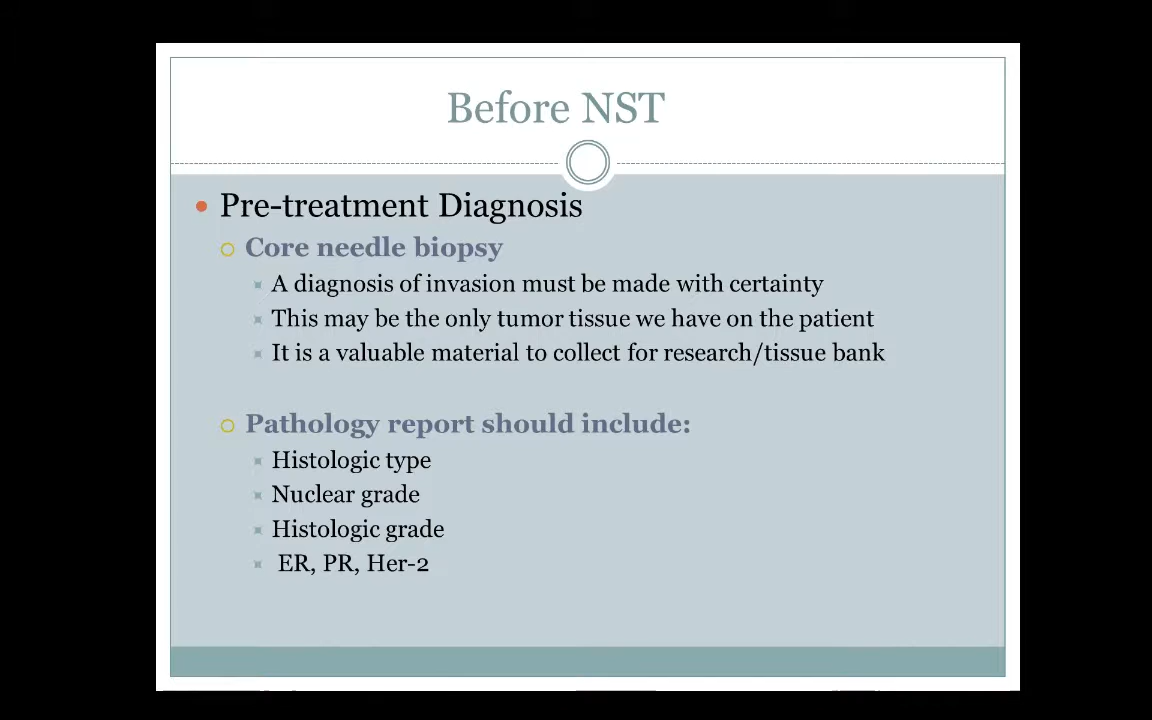 Before NST
Pre-treatment Diagnosis
Core needle biopsy
A diagnosis of invasion must be made with certainty
This may be the only tumor tissue we have on the patient
It is a valuable material to collect for research/tissue bank
Pathology report should include:
Histologic type
Nuclear grade
Histologic grade
ER, PR, Her-2